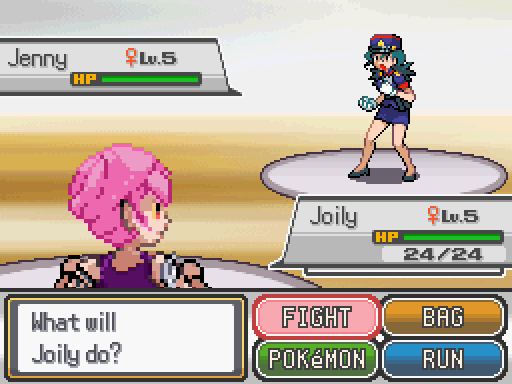 Jenny ♀Lv.5
HP
Joily ♀Lv.5
HP
24/24
What will
Joily do?
FIGHT
BAG
POKéMON
RUN